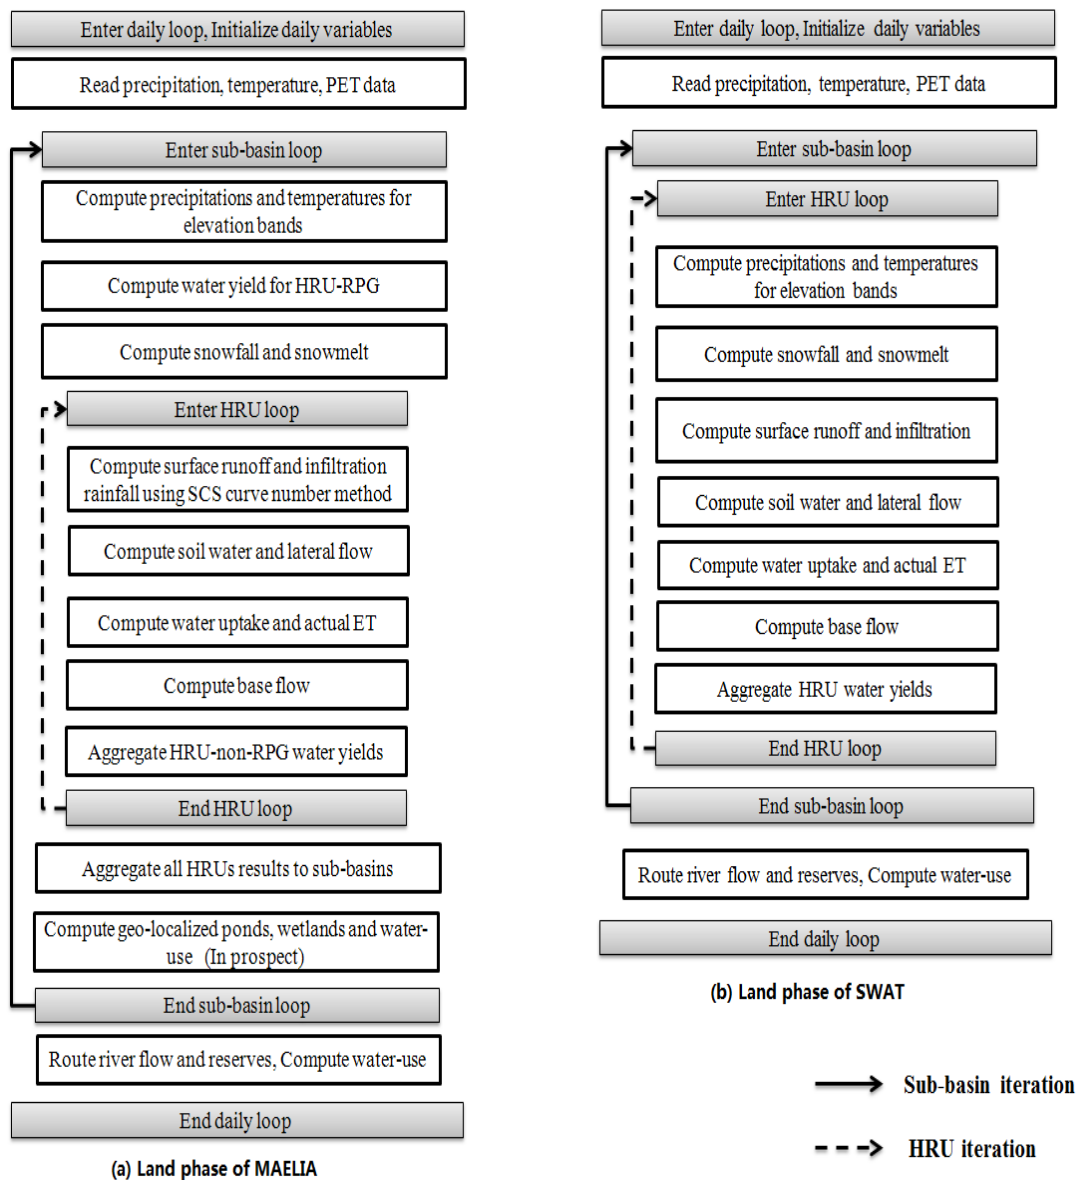 Enter daily loop, Initialize daily variables
Read precipitation, temperature, PET data
Enter sub-basin loop
Compute precipitations and temperatures for
elevation bands
Compute water yield for HRU-RPG
Compute snowfall and snowmelt
Enter HRU loop
Compute surface runoff and infiltration
rainfall using SCS curve number method
Compute soil water and lateral flow
Compute water uptake and actual ET
Compute base flow
Aggregate HRU-non-RPG water yields
End HRU loop
Aggregate all HRUs results to sub-basins
Compute geo-localized ponds, wetlands and water-
use (In prospect)
End sub-basin loop
Route river flow and reserves, Compute water-use
End daily loop
(a) Land phase of MAELIA
Enter daily loop, Initialize daily variables
Read precipitation, temperature, PET data
Enter sub-basin loop
Enter HRU loop
Compute precipitations and temperatures
for elevation bands
Compute snowfall and snowmelt
Compute surface runoff and infiltration
Compute soil water and lateral flow
Compute water uptake and actual ET
Compute base flow
Aggregate HRU water yields
End HRU loop
End sub-basin loop
Route river flow and reserves, Compute water-use
End daily loop
(b) Land phase of SWAT
Sub-basin iteration
HRU iteration